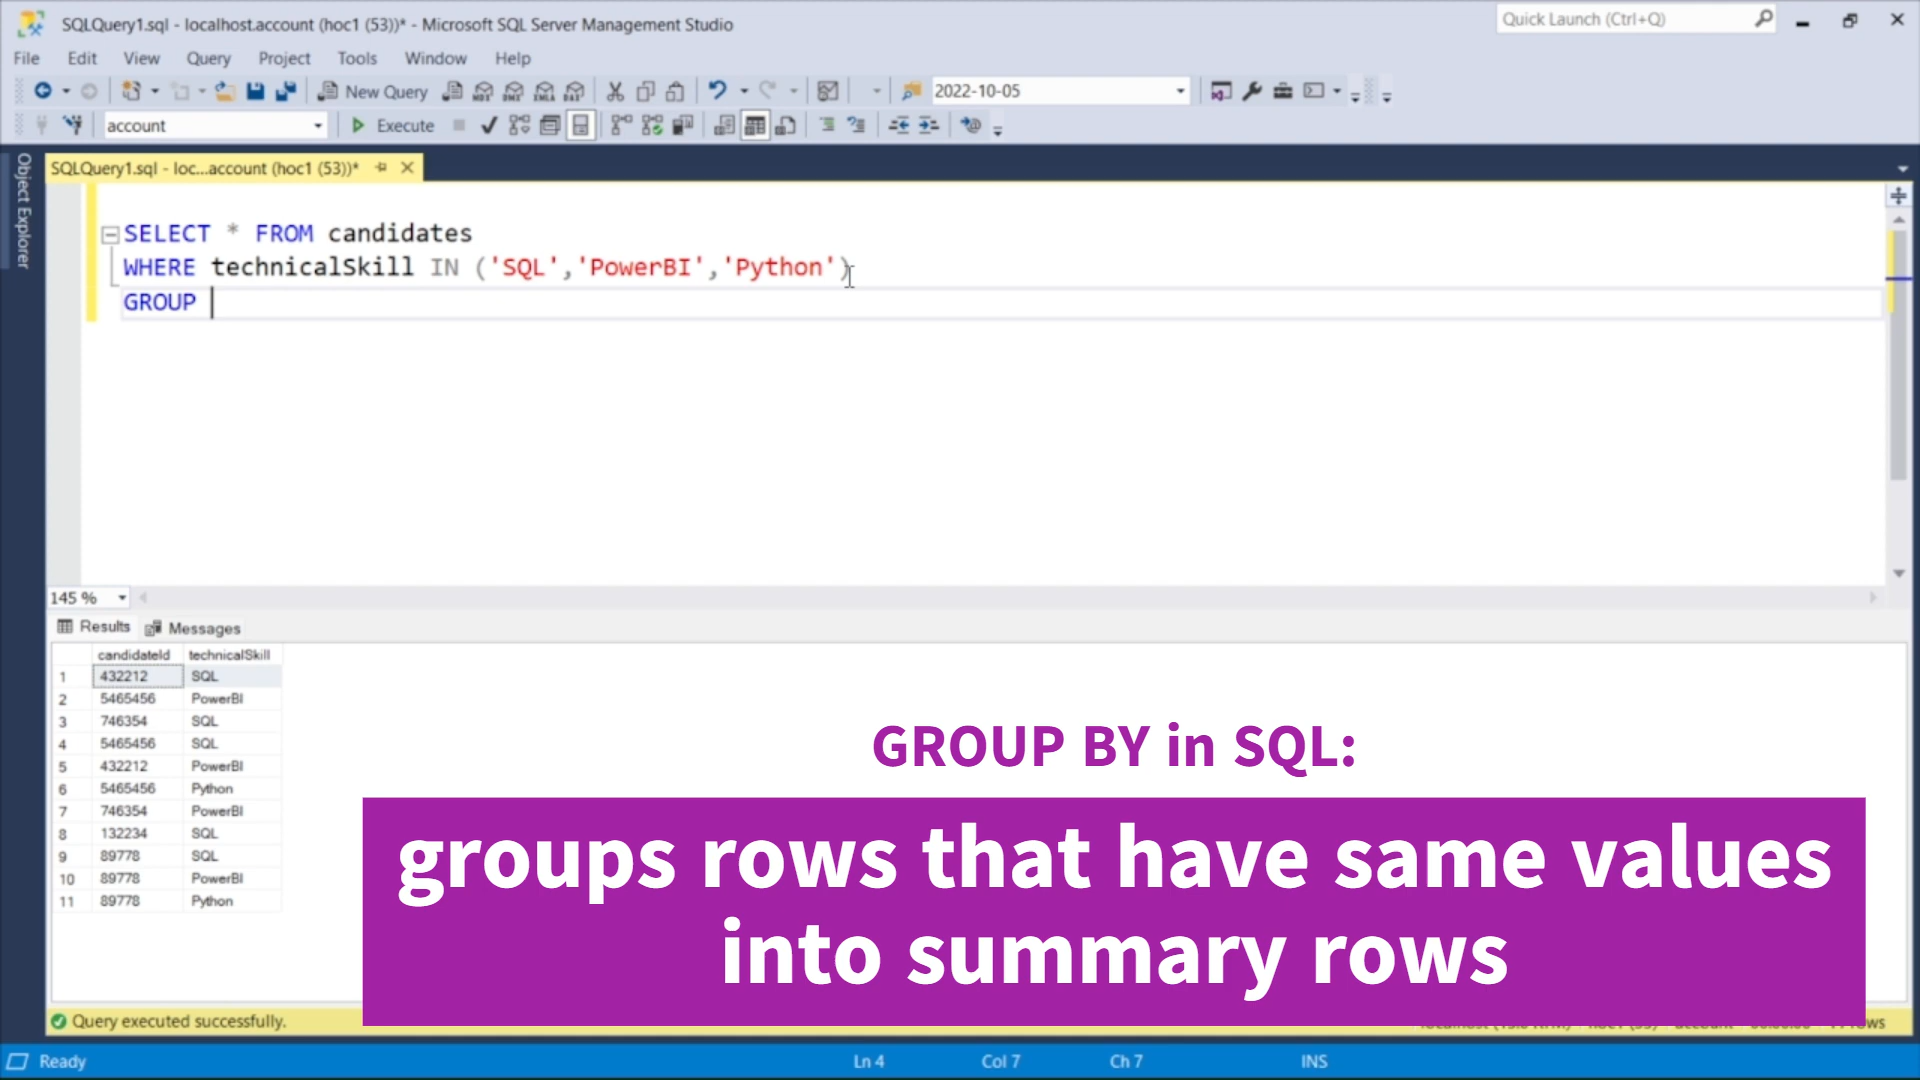 SQLQuery1.sql - localhost.account (hoc1 (53))* - Microsoft SQL Server Management Studio
Quick Launch (Ctrl+Q)
File Edit View Query Project Tools Window Help
New Query
2022-10-05
account
Execute
Object Explorer
SQLQuery1.sql - loc...account (hoc1 (53))*
SELECT * FROM candidates
WHERE technicalSkill IN ('SQL','PowerBI','Python')
GROUP
145 %
Results Messages
candidateId technicalSkill
1 432212 SQL
2 5465456 PowerBI
3 746354 SQL
4 5465456 SQL
5 432212 PowerBI
6 5465456 Python
7 746354 PowerBI
8 132234 SQL
9 89778 SQL
10 89778 PowerBI
11 89778 Python
GROUP BY in SQL:
groups rows that have same values
into summary rows
Query executed successfully.
Ready Ln 4 Col 7 Ch 7 INS